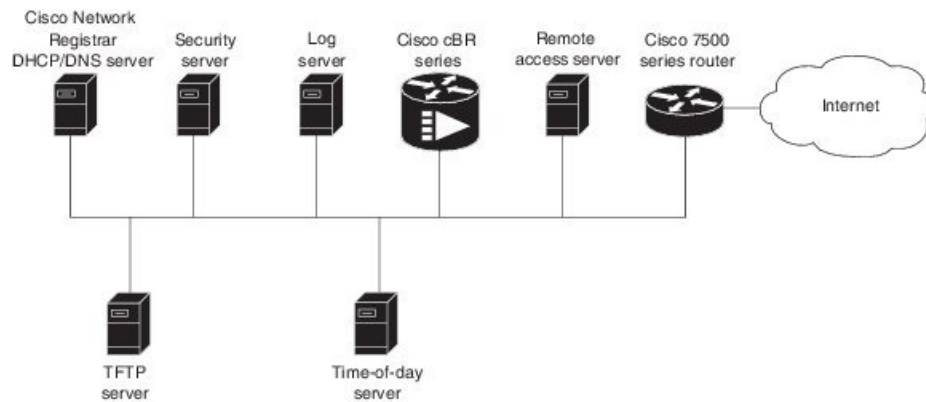 Cisco Network
Registrar
DHCP/DNS server
Security
server
Log
server
Cisco cBR
series
Remote
access server
Cisco 7500
series router
Internet
TFTP
server
Time-of-day
server